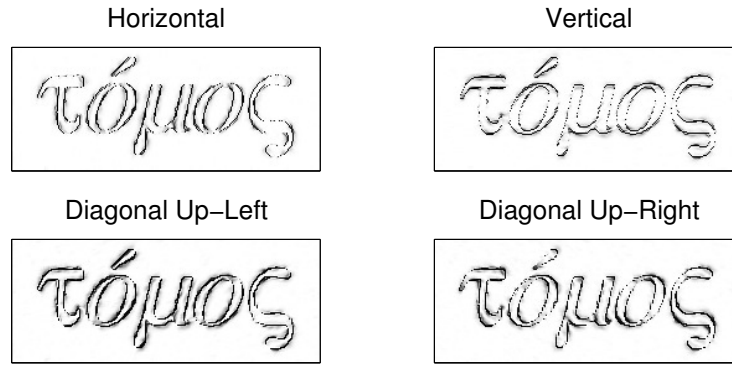 Horizontal
Vertical
τόμος
τόμος
Diagonal Up−Left
Diagonal Up−Right
τόμος
τόμος